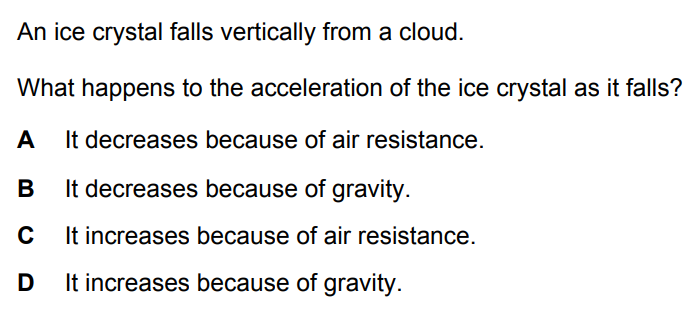 An ice crystal falls vertically from a cloud.
What happens to the acceleration of the ice crystal as it falls?
A It decreases because of air resistance.
B It decreases because of gravity.
C It increases because of air resistance.
D It increases because of gravity.